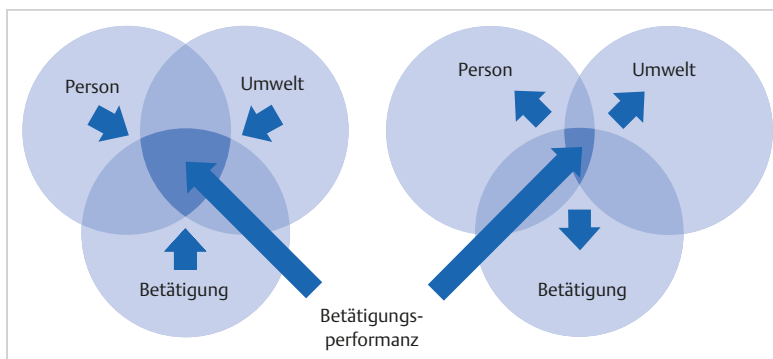 Person
Umwelt
Betätigung
Person
Umwelt
Betätigung
Betätigungs-
performanz